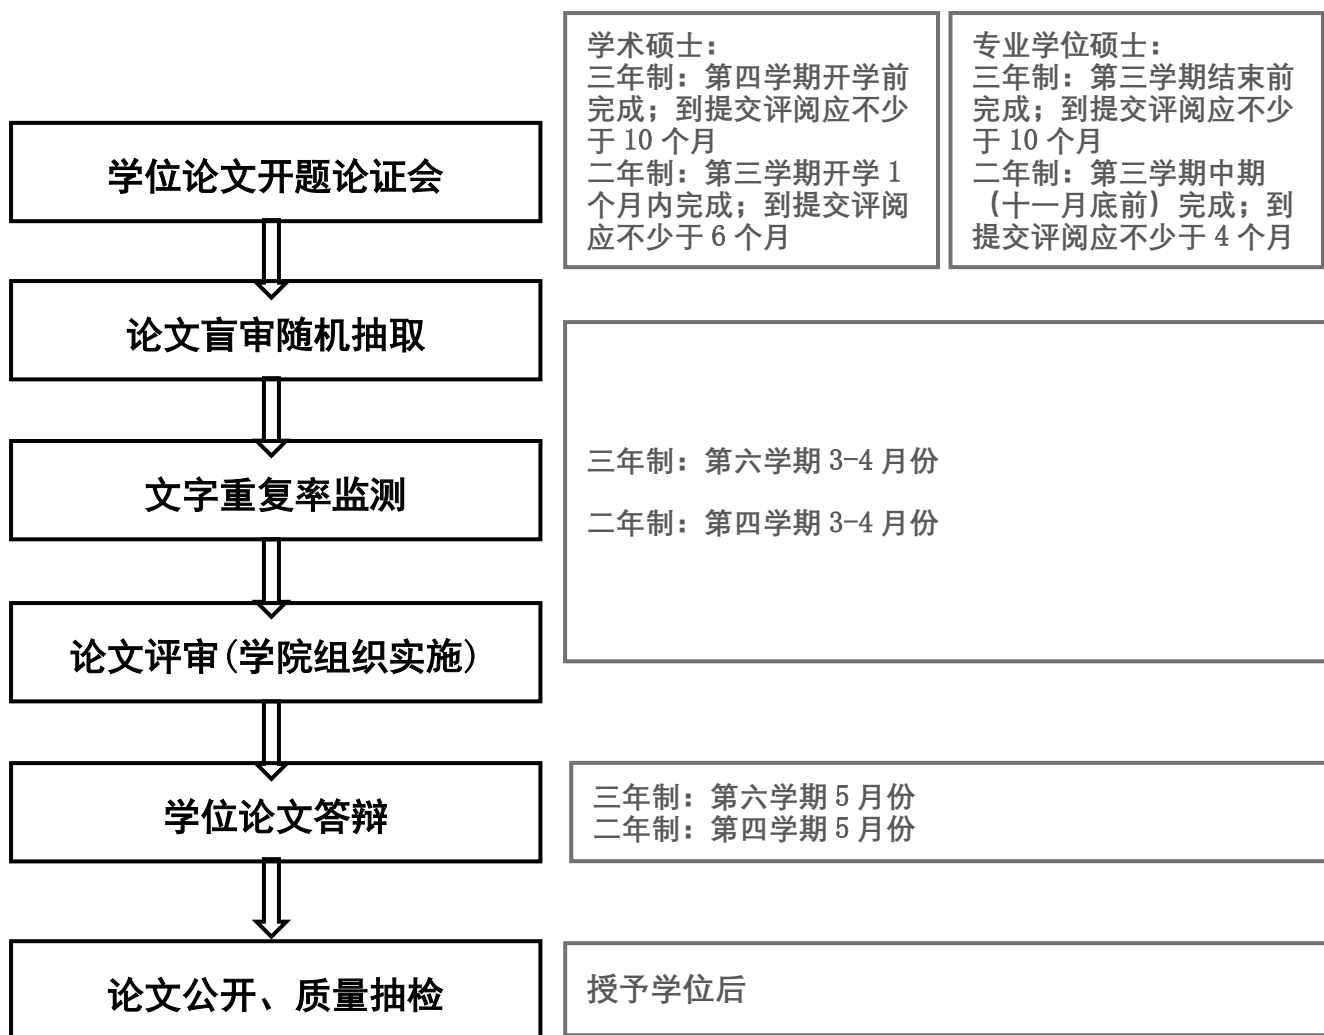 学术硕士：
三年制：第四学期开学前
完成；到提交评阅应不少
于 10 个月
二年制：第三学期开学 1
个月内完成；到提交评阅
应不少于 6 个月
专业学位硕士：
三年制：第三学期结束前
完成；到提交评阅应不少
于 10 个月
二年制：第三学期中期
（十一月底前）完成；到
提交评阅应不少于 4 个月
学位论文开题论证会
论文盲审随机抽取
文字重复率监测
三年制：第六学期 3-4 月份
二年制：第四学期 3-4 月份
论文评审(学院组织实施)
学位论文答辩
三年制：第六学期 5 月份
二年制：第四学期 5 月份
论文公开、质量抽检
授予学位后